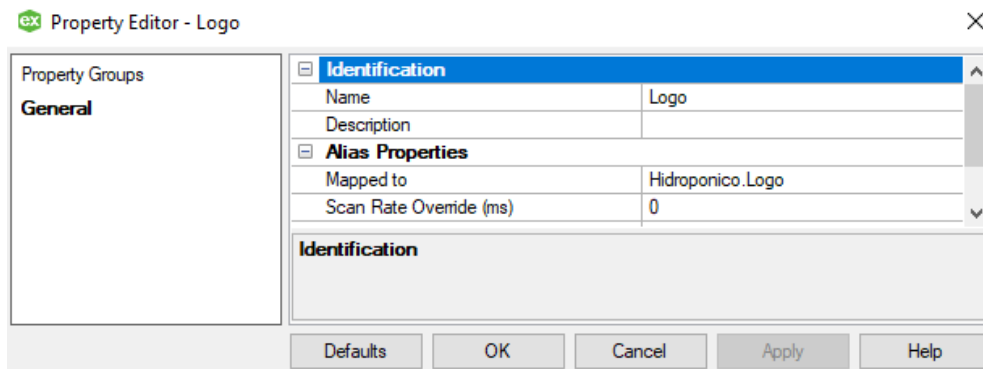 ex Property Editor - Logo
Property Groups
General
Identification
Name Logo
Description
Alias Properties
Mapped to Hidroponico.Logo
Scan Rate Override (ms) 0
Identification
Defaults OK Cancel Apply Help